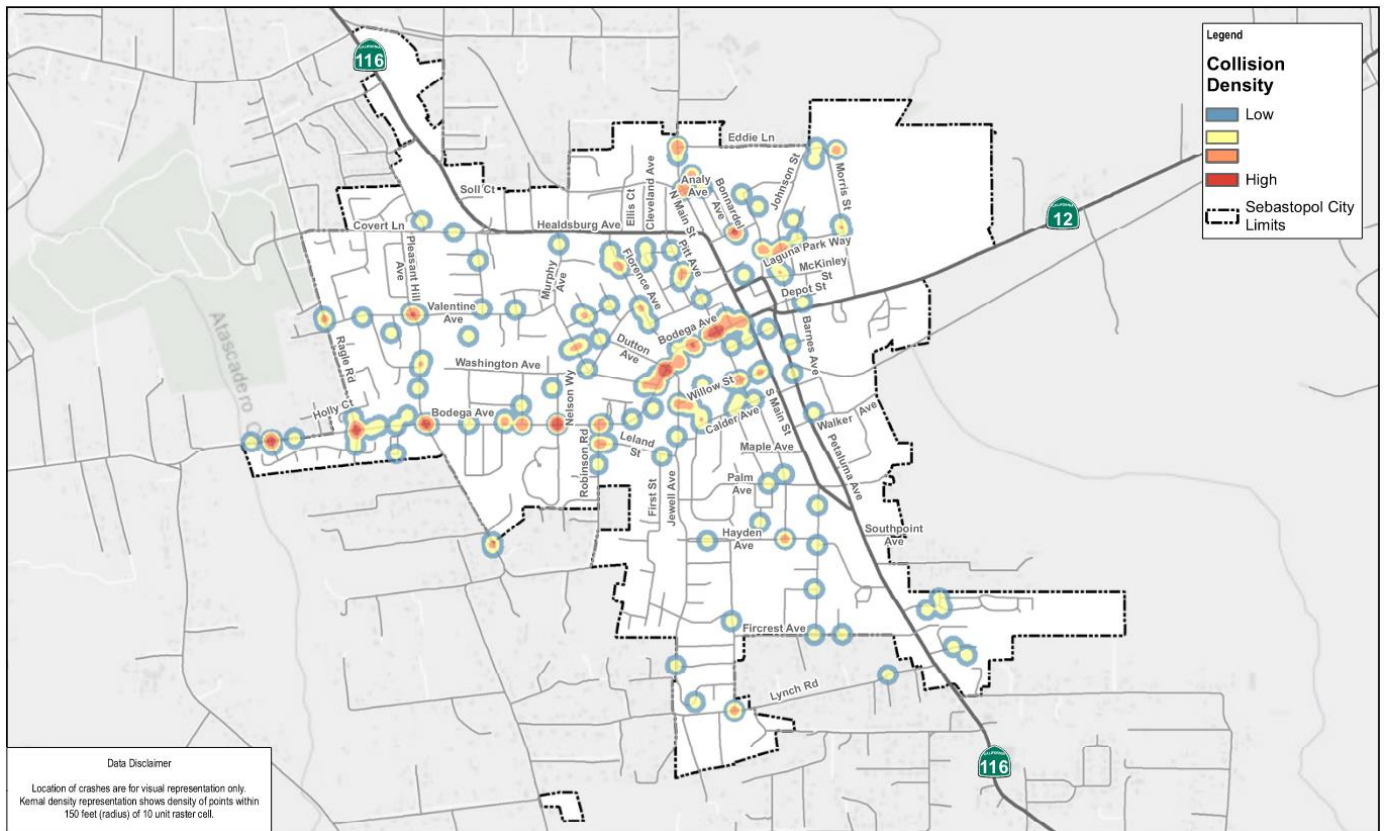 CALIFORNIA
116
Legend
Collision
Density
Low
High
Sebastopol City
Limits
Eddie Ln
Johnson St
Morris St
Analy
Ave
Bonnardel
Ave
Cleveland Ave
Ellis Ct
N Main St
Soll Ct
CALIFORNIA
12
Covert Ln
Healdsburg Ave
Pitt Ave
Laguna Park Way
McKinley
St
Depot St
Pleasant Hill
Ave
Murphy
Ave
Florence Ave
Valentine
Ave
Ragle Rd
Atascadero C
Bodega Ave
Dutton
Ave
Barnes Ave
Washington Ave
Nelson Wy
Willow St
S Main St
Holly Ct
Bodega Ave
Calder Ave
Walker Ave
Leland
St
Robinson Rd
Maple Ave
Petaluma Ave
First St
Jewell Ave
Palm
Ave
Hayden
Ave
Southpoint
Ave
Fircrest Ave
Lynch Rd
CALIFORNIA
116
Data Disclaimer
Location of crashes are for visual representation only.
Kernal density representation shows density of points within
150 feet (radius) of 10 unit raster cell.